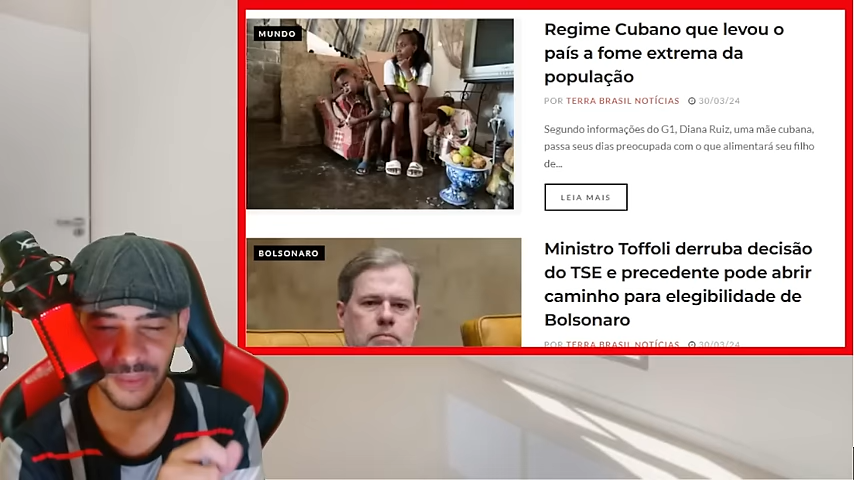 MUNDO
Regime Cubano que levou o
país a fome extrema da
população
POR TERRA BRASIL NOTÍCIAS 30/03/24
Segundo informações do G1, Diana Ruiz, uma mãe cubana,
passa seus dias preocupada com o que alimentará seu filho
de...
LEIA MAIS
BOLSONARO
Ministro Toffoli derruba decisão
do TSE e precedente pode abrir
caminho para elegibilidade de
Bolsonaro
POR TERRA BRASIL NOTÍCIAS 30/03/24